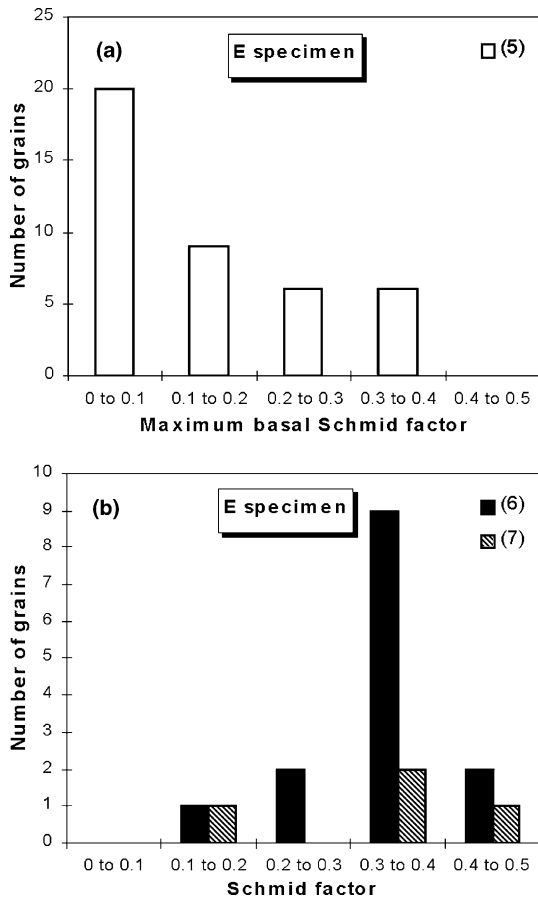 25
(a)
E specimen
(5)
20
15
10
5
0
Number of grains
0 to 0.1 0.1 to 0.2 0.2 to 0.3 0.3 to 0.4 0.4 to 0.5
Maximum basal Schmid factor
10
(b)
E specimen
(6)
(7)
9
8
7
6
5
4
3
2
1
0
Number of grains
0 to 0.1 0.1 to 0.2 0.2 to 0.3 0.3 to 0.4 0.4 to 0.5
Schmid factor